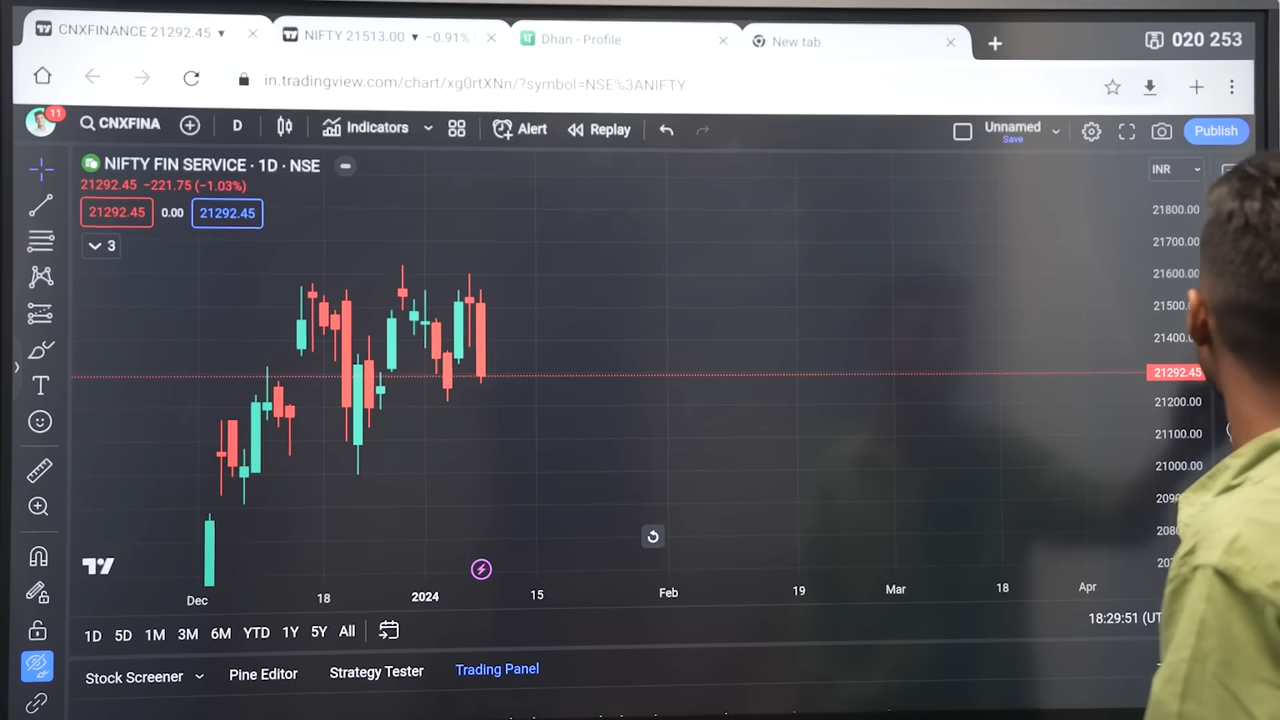 CNXFINANCE 21292.45 ▼
NIFTY 21513.00 ▼ −0.91%
Dhan - Profile
New tab
020 253
in.tradingview.com/chart/xg0rtXNn/?symbol=NSE%3ANIFTY
11
CNXFINA
D
Indicators
Alert
Replay
Unnamed
Save
Publish
NIFTY FIN SERVICE · 1D · NSE
INR
21292.45 −221.75 (−1.03%)
21292.45 0.00 21292.45
3
21800.00
21700.00
21600.00
21500.00
21400.
21292.45
21200.00
21100.00
21000.00
Dec 18 2024 15 Feb 19 Mar 18 Apr
1D 5D 1M 3M 6M YTD 1Y 5Y All
18:29:51 (UT
Stock Screener Pine Editor Strategy Tester Trading Panel